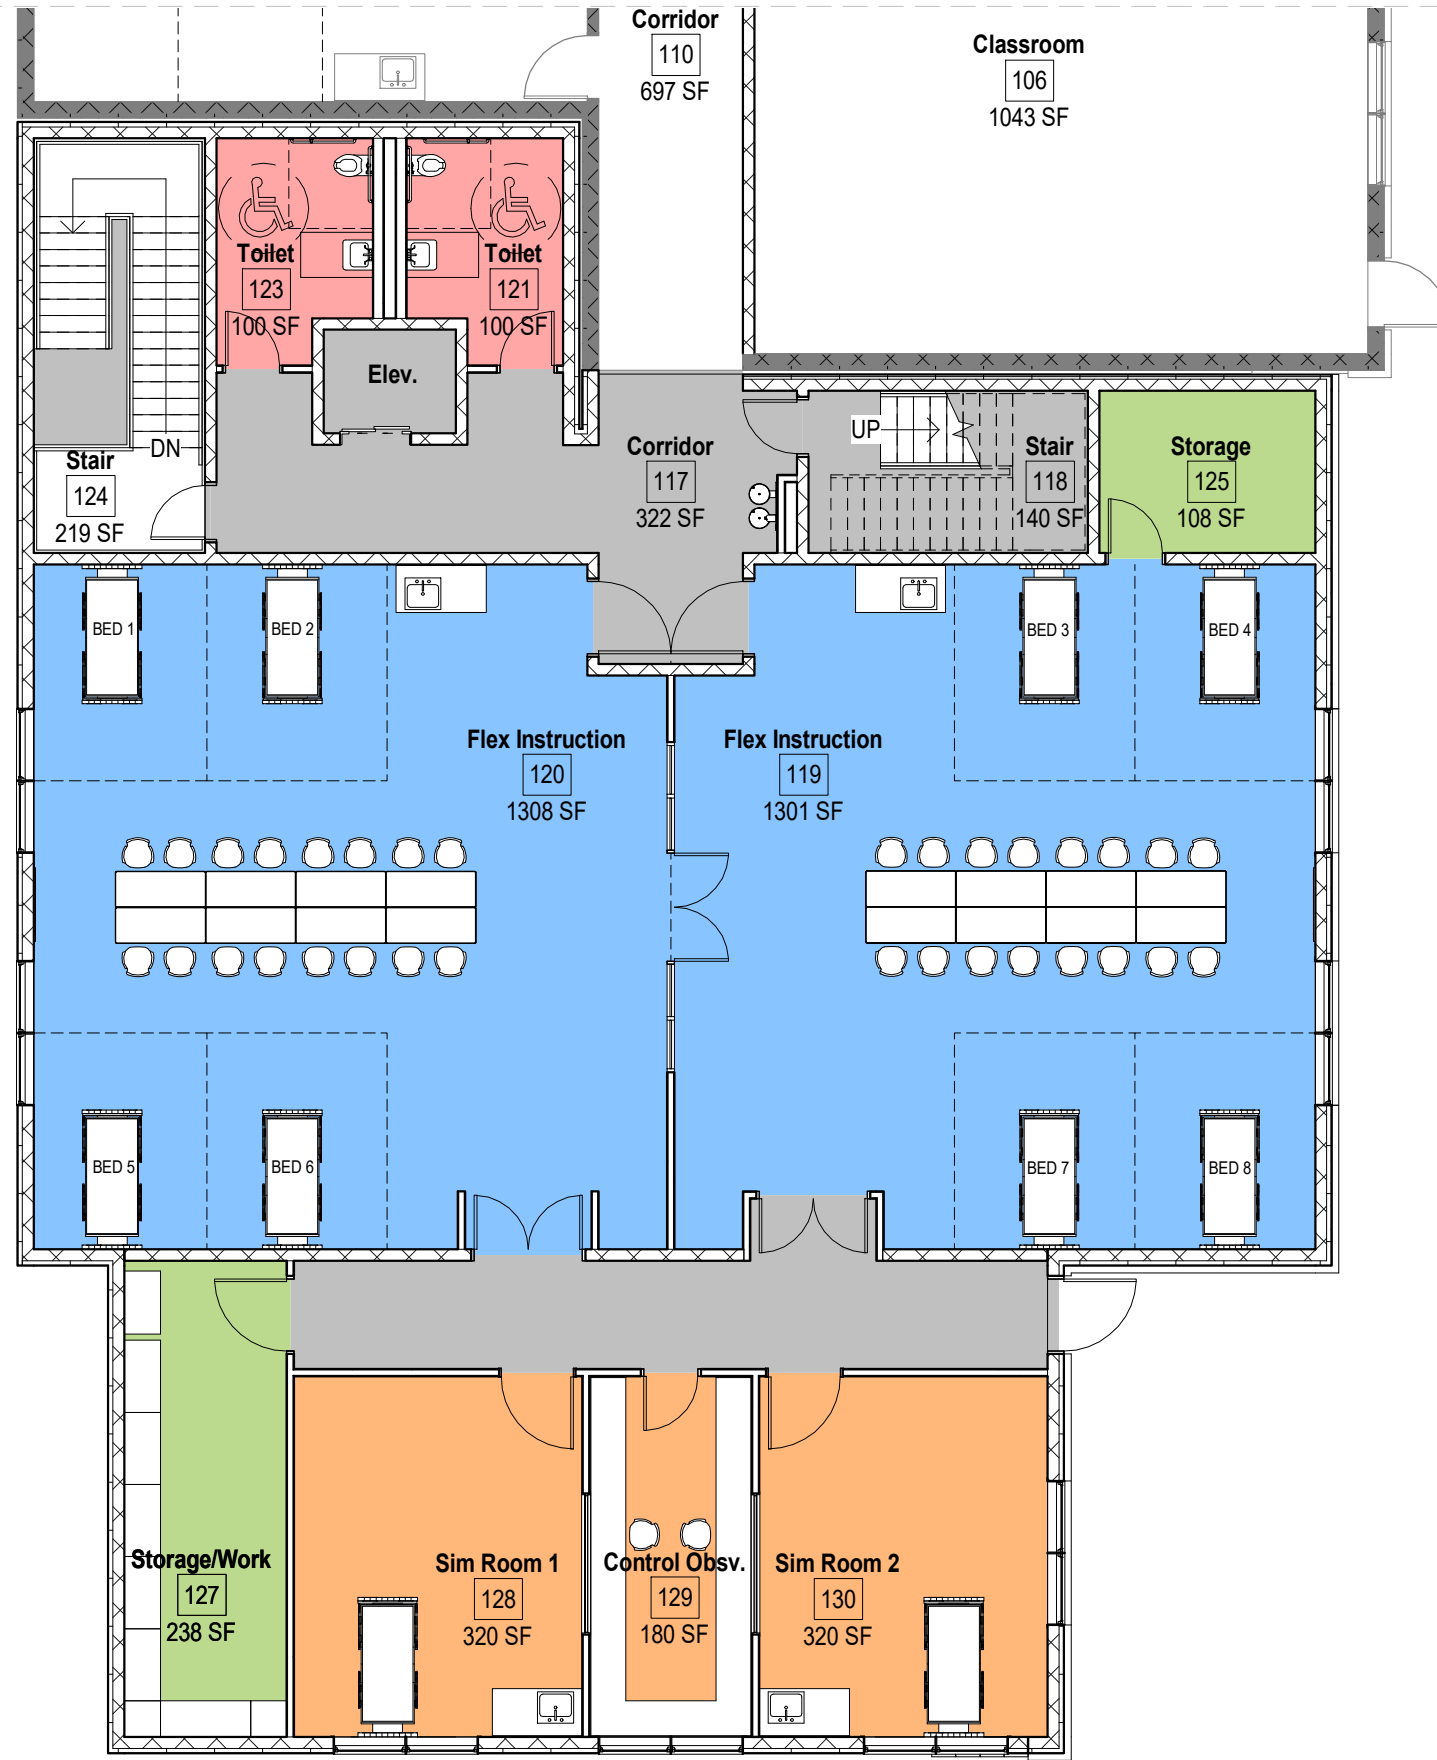 Corridor
110
697 SF
Classroom
106
1043 SF
Toilet
123
100 SF
Toilet
121
100 SF
Elev.
DN
Stair
124
219 SF
Corridor
117
322 SF
UP
Stair
118
140 SF
Storage
125
108 SF
BED 1
BED 2
BED 3
BED 4
Flex Instruction
120
1308 SF
Flex Instruction
119
1301 SF
BED 5
BED 6
BED 7
BED 8
Storage/Work
127
238 SF
Sim Room 1
128
320 SF
Control Obsv.
129
180 SF
Sim Room 2
130
320 SF